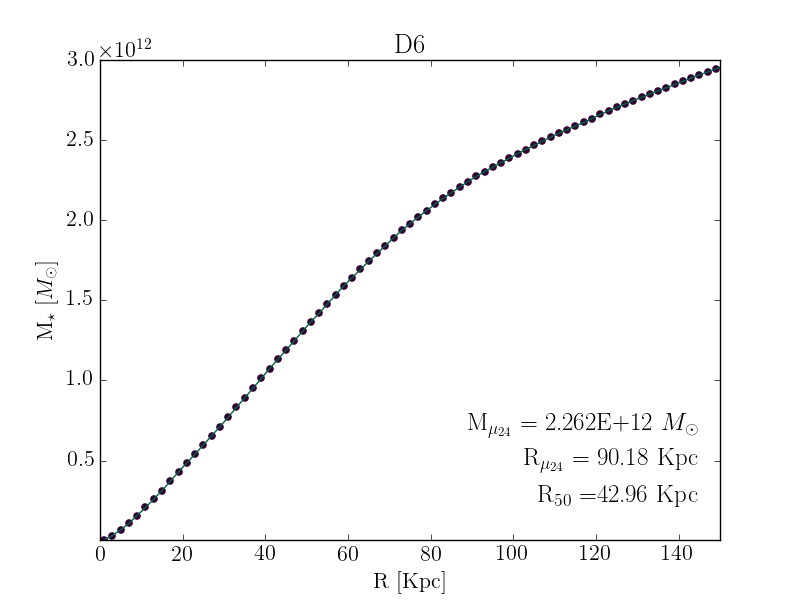 D6
×10¹²
3.0
2.5
2.0
1.5
1.0
0.5
M⋆ [M⊙]
M_μ₂₄ = 2.262E+12 M⊙
R_μ₂₄ = 90.18 Kpc
R₅₀ =42.96 Kpc
0 20 40 60 80 100 120 140
R [Kpc]